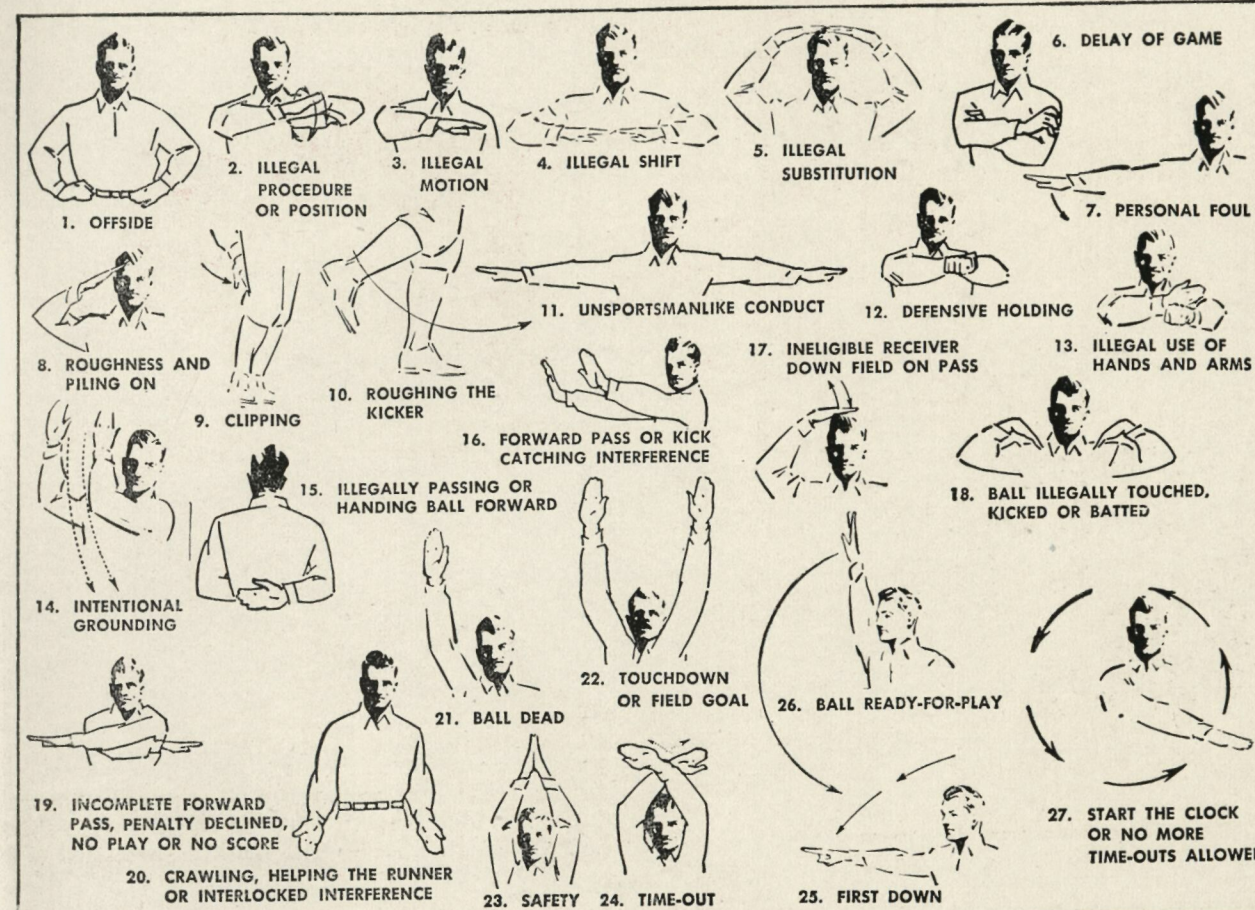 1. OFFSIDE
2. ILLEGAL
PROCEDURE
OR POSITION
3. ILLEGAL
MOTION
4. ILLEGAL SHIFT
5. ILLEGAL
SUBSTITUTION
6. DELAY OF GAME
7. PERSONAL FOUL
8. ROUGHNESS AND
PILING ON
9. CLIPPING
10. ROUGHING THE
KICKER
11. UNSPORTSMANLIKE CONDUCT
12. DEFENSIVE HOLDING
13. ILLEGAL USE OF
HANDS AND ARMS
14. INTENTIONAL
GROUNDING
15. ILLEGALLY PASSING OR
HANDING BALL FORWARD
16. FORWARD PASS OR KICK
CATCHING INTERFERENCE
17. INELIGIBLE RECEIVER
DOWN FIELD ON PASS
18. BALL ILLEGALLY TOUCHED,
KICKED OR BATTED
19. INCOMPLETE FORWARD
PASS, PENALTY DECLINED,
NO PLAY OR NO SCORE
20. CRAWLING, HELPING THE RUNNER
OR INTERLOCKED INTERFERENCE
21. BALL DEAD
22. TOUCHDOWN
OR FIELD GOAL
23. SAFETY
24. TIME-OUT
25. FIRST DOWN
26. BALL READY-FOR-PLAY
27. START THE CLOCK
OR NO MORE
TIME-OUTS ALLOWE